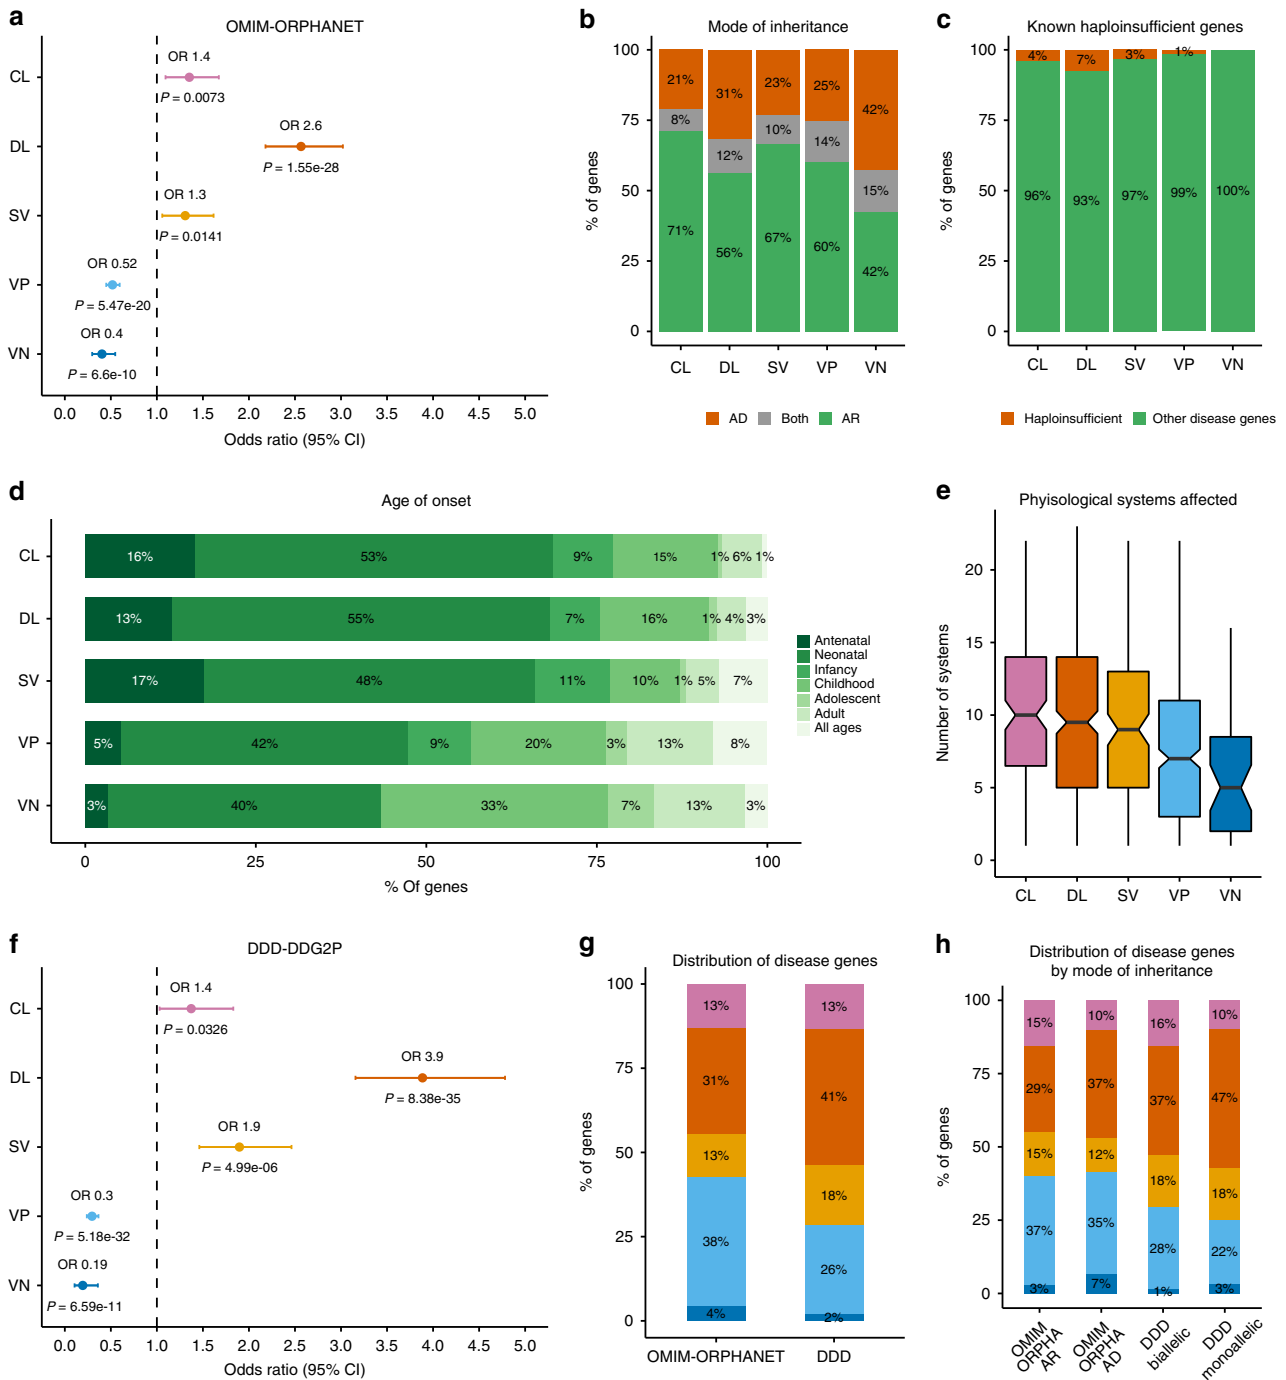 a
OMIM-ORPHANET
CL
OR 1.4
P = 0.0073
DL
OR 2.6
P = 1.55e-28
SV
OR 1.3
P = 0.0141
VP
OR 0.52
P = 5.47e-20
VN
OR 0.4
P = 6.6e-10
0.0 0.5 1.0 1.5 2.0 2.5 3.0 3.5 4.0 4.5 5.0
Odds ratio (95% CI)
b
Mode of inheritance
% of genes
100
75
50
25
0
21% 31% 23% 25% 42%
8% 12% 10% 14% 15%
71% 56% 67% 60% 42%
CL DL SV VP VN
AD Both AR
c
Known haploinsufficient genes
% of genes
100
75
50
25
0
4% 7% 3% 1%
96% 93% 97% 99% 100%
CL DL SV VP VN
Haploinsufficient Other disease genes
d
Age of onset
CL 16% 53% 9% 15% 1% 6% 1%
DL 13% 55% 7% 16% 1% 4% 3%
SV 17% 48% 11% 10% 1% 5% 7%
VP 5% 42% 9% 20% 3% 13% 8%
VN 3% 40% 33% 7% 13% 3%
0 25 50 75 100
% Of genes
Antenatal
Neonatal
Infancy
Childhood
Adolescent
Adult
All ages
e
Phyisological systems affected
Number of systems
20
15
10
5
0
CL DL SV VP VN
f
DDD-DDG2P
CL
OR 1.4
P = 0.0326
DL
OR 3.9
P = 8.38e-35
SV
OR 1.9
P = 4.99e-06
VP
OR 0.3
P = 5.18e-32
VN
OR 0.19
P = 6.59e-11
0.0 0.5 1.0 1.5 2.0 2.5 3.0 3.5 4.0 4.5 5.0
Odds ratio (95% CI)
g
Distribution of disease genes
% of genes
100
75
50
25
0
13% 13%
31% 41%
13% 18%
38% 26%
4% 2%
OMIM-ORPHANET DDD
h
Distribution of disease genes
by mode of inheritance
% of genes
100
75
50
25
0
15% 10% 16% 10%
29% 37% 37% 47%
15% 12% 18% 18%
37% 35% 28% 22%
3% 7% 1% 3%
OMIM
ORPHA
AR
OMIM
ORPHA
AD
DDD
biallelic
DDD
monoallelic